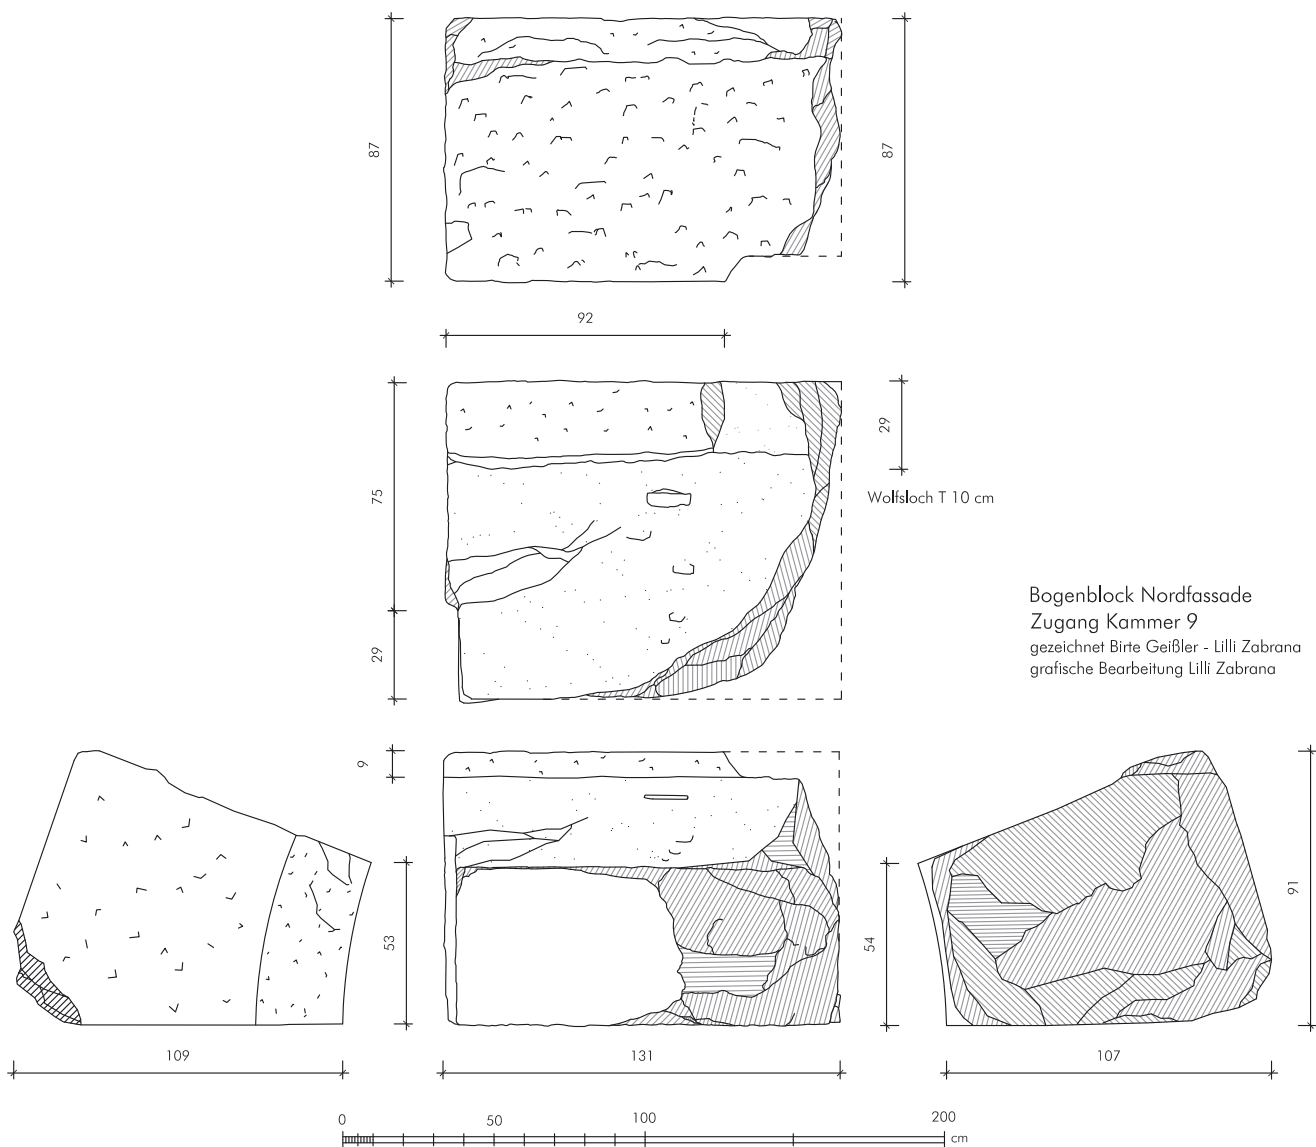 87
87
92
75
29
29
Wolfsloch T 10 cm
Bogenblock Nordfassade
Zugang Kammer 9
gezeichnet Birte Geißler - Lilli Zabrana
grafische Bearbeitung Lilli Zabrana
9
53
54
91
109
131
107
0
50
100
200
cm